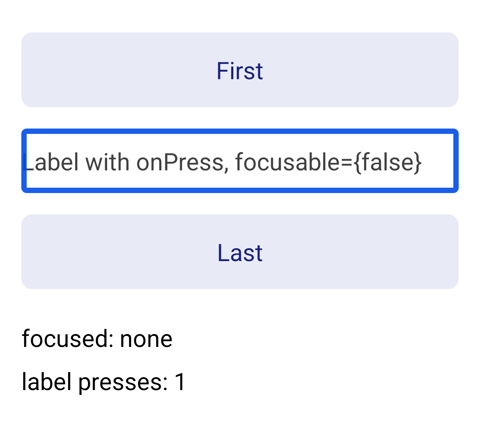 First
Label with onPress, focusable={false}
Last
focused: none
label presses: 1